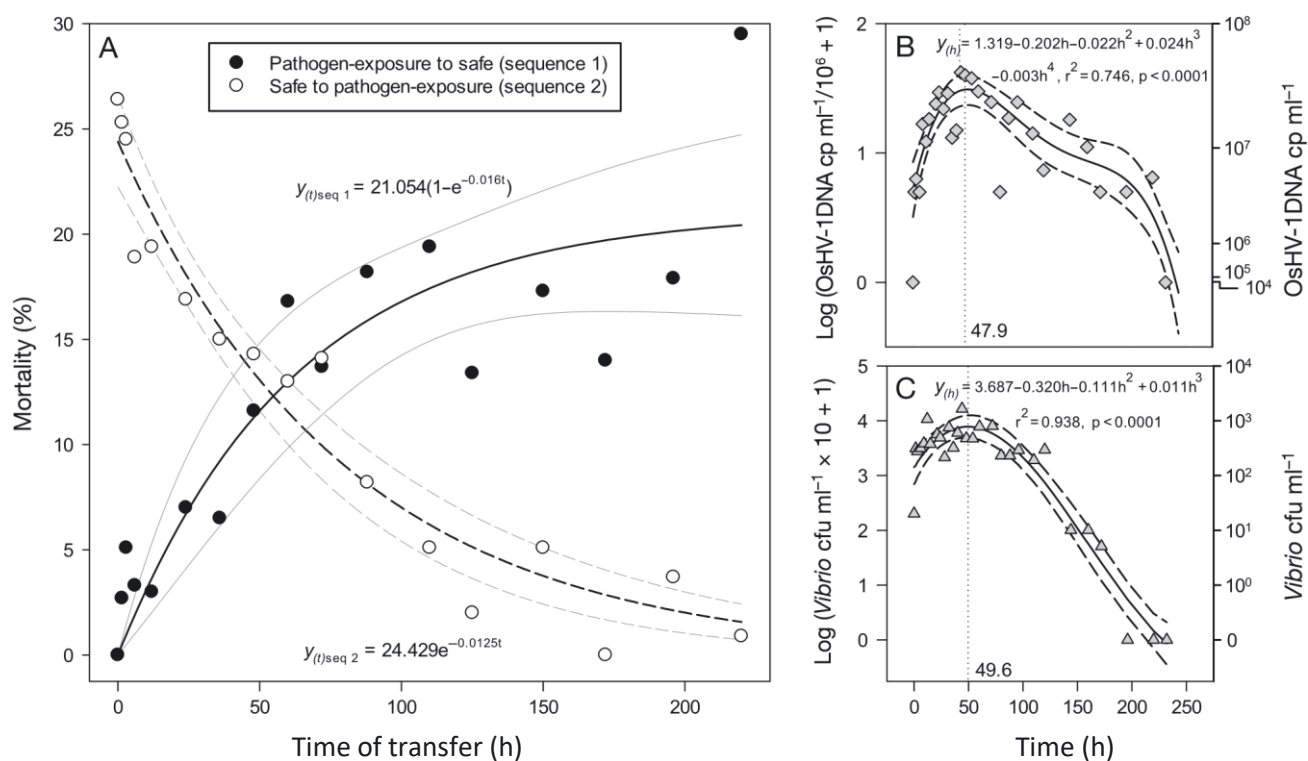 A
Pathogen-exposure to safe (sequence 1)
Safe to pathogen-exposure (sequence 2)
y(t)seq 1 = 21.054(1−e−0.016t)
y(t)seq 2 = 24.429e−0.0125t
Mortality (%)
30
25
20
15
10
5
0
0 50 100 150 200
Time of transfer (h)
B
y(h) = 1.319−0.202h−0.022h2 + 0.024h3
−0.003h4, r2 = 0.746, p < 0.0001
Log (OsHV-1DNA cp ml−1/106 + 1)
2
1
0
47.9
108
107
106
105
104
OsHV-1DNA cp ml−1
C
y(h) = 3.687−0.320h−0.111h2 + 0.011h3
r2 = 0.938, p < 0.0001
Log (Vibrio cfu ml−1 × 10 + 1)
5
4
3
2
1
0
49.6
104
103
102
101
100
0
Vibrio cfu ml−1
0 50 100 150 200 250
Time (h)